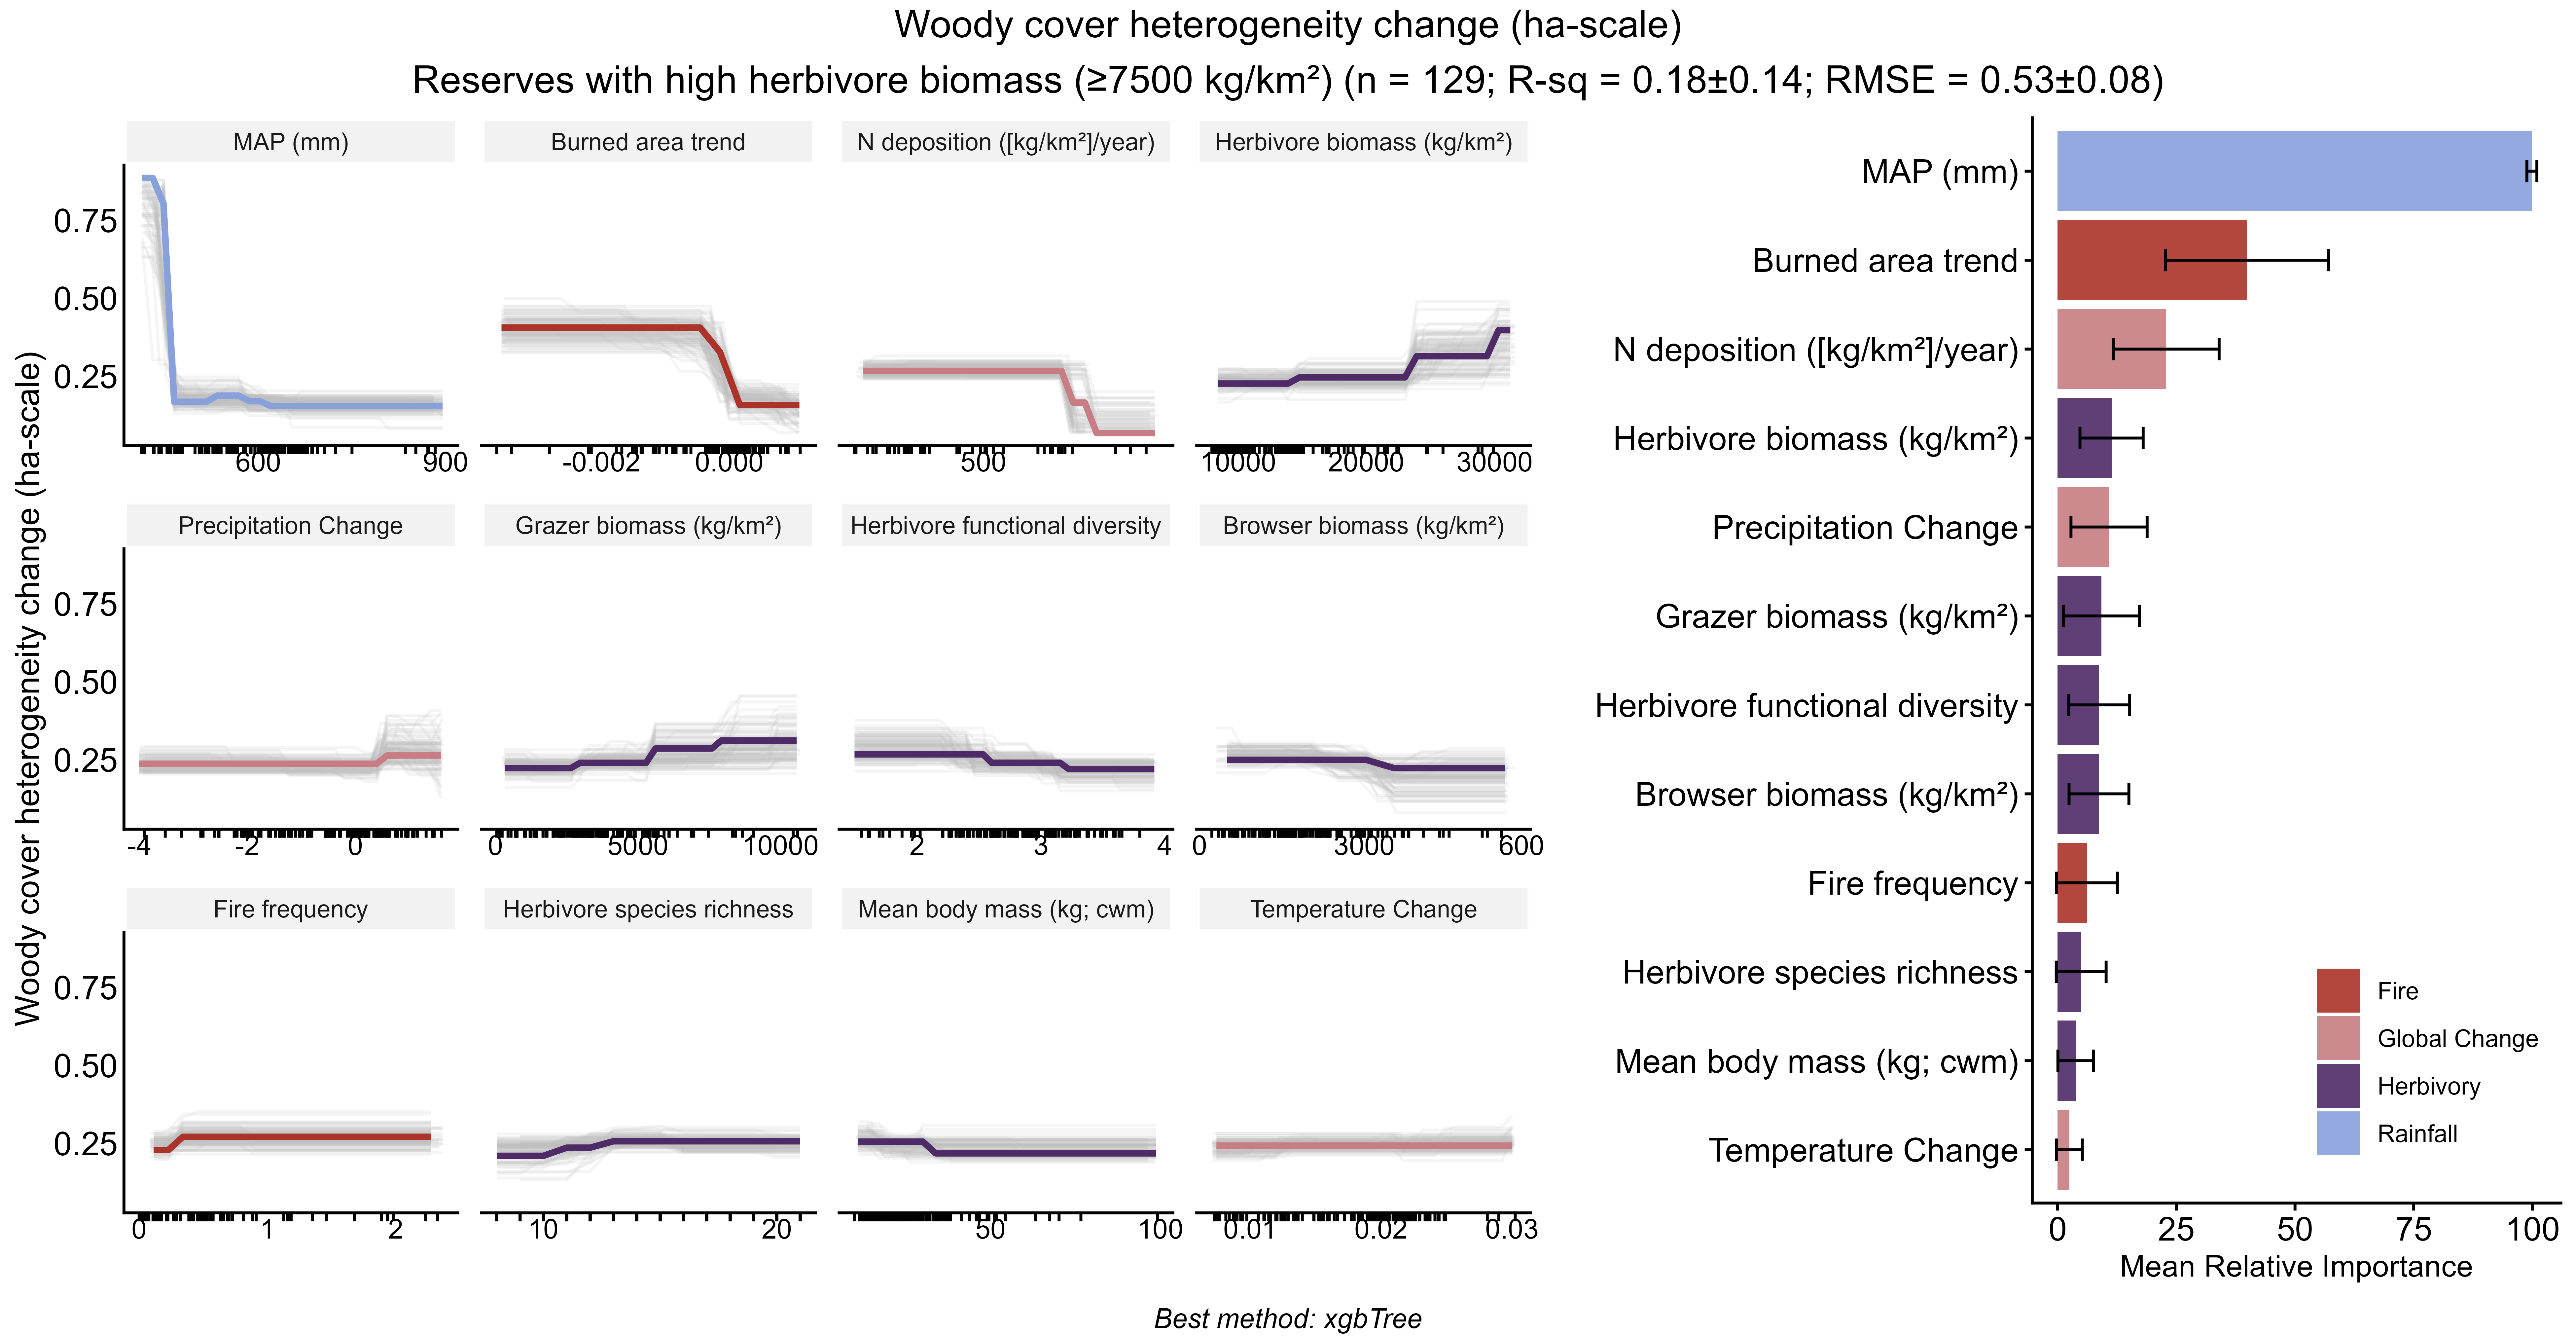 Woody cover heterogeneity change (ha-scale)
Reserves with high herbivore biomass (≥7500 kg/km²) (n = 129; R-sq = 0.18±0.14; RMSE = 0.53±0.08)
Woody cover heterogeneity change (ha-scale)
MAP (mm)
Burned area trend
N deposition ([kg/km²]/year)
Herbivore biomass (kg/km²)
0.75
0.50
0.25
600 900
-0.002 0.000
500
10000 20000 30000
Precipitation Change
Grazer biomass (kg/km²)
Herbivore functional diversity
Browser biomass (kg/km²)
0.75
0.50
0.25
-4 -2 0
0 5000 10000
2 3 4
0 3000 600
Fire frequency
Herbivore species richness
Mean body mass (kg; cwm)
Temperature Change
0.75
0.50
0.25
0 1 2
10 20
50 100
0.01 0.02 0.03
MAP (mm)
Burned area trend
N deposition ([kg/km²]/year)
Herbivore biomass (kg/km²)
Precipitation Change
Grazer biomass (kg/km²)
Herbivore functional diversity
Browser biomass (kg/km²)
Fire frequency
Herbivore species richness
Mean body mass (kg; cwm)
Temperature Change
0 25 50 75 100
Mean Relative Importance
Fire
Global Change
Herbivory
Rainfall
Best method: xgbTree